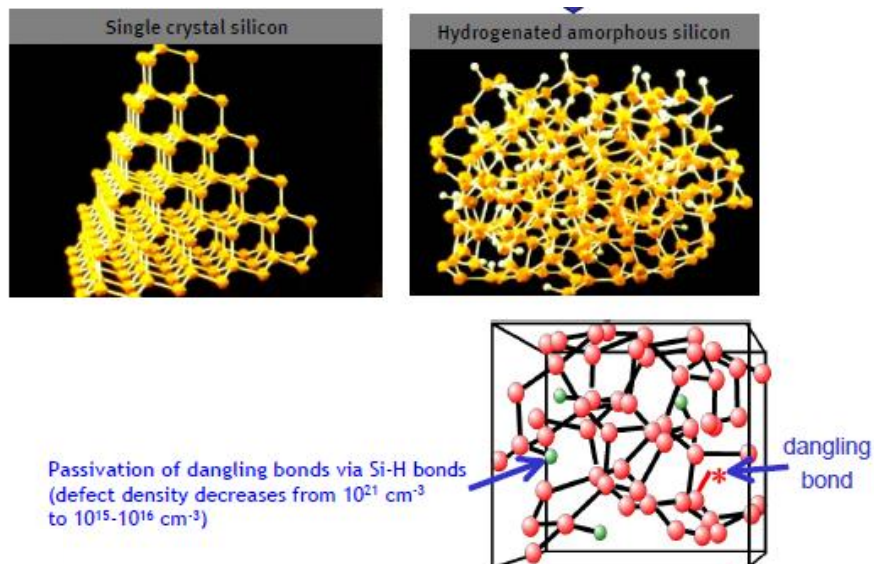 Single crystal silicon
Hydrogenated amorphous silicon
Passivation of dangling bonds via Si-H bonds
(defect density decreases from 10²¹ cm⁻³
to 10¹⁵-10¹⁶ cm⁻³)
*
dangling
bond